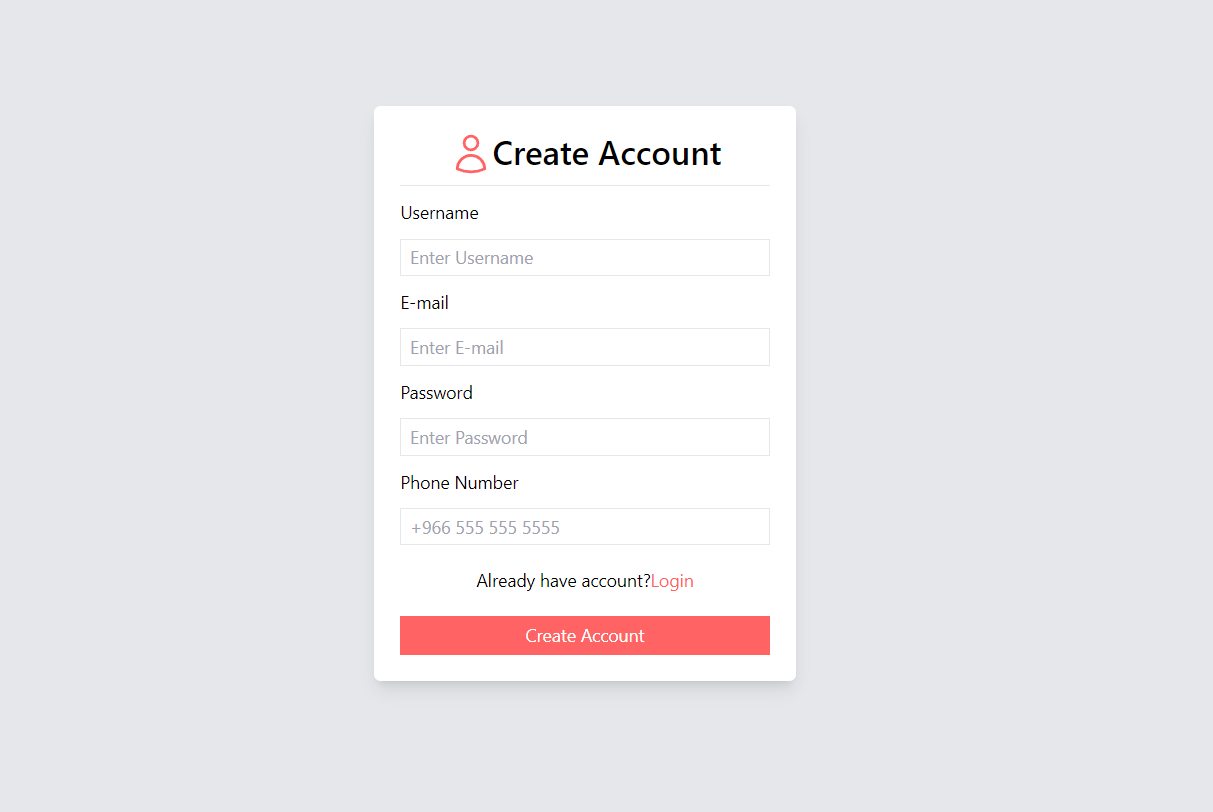 Create Account
Username
Enter Username
E-mail
Enter E-mail
Password
Enter Password
Phone Number
+966 555 555 5555
Already have account?Login
Create Account